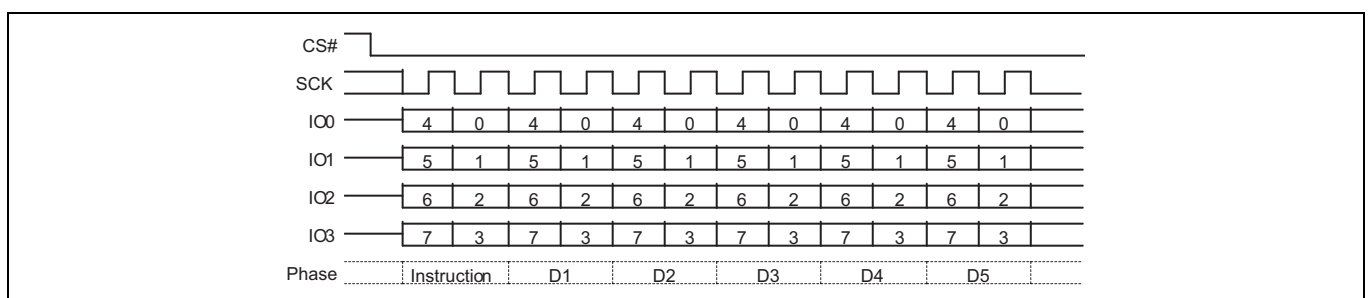 CS#
SCK
IO0 4 0 4 0 4 0 4 0 4 0 4 0
IO1 5 1 5 1 5 1 5 1 5 1 5 1
IO2 6 2 6 2 6 2 6 2 6 2 6 2
IO3 7 3 7 3 7 3 7 3 7 3 7 3
Phase Instruction D1 D2 D3 D4 D5